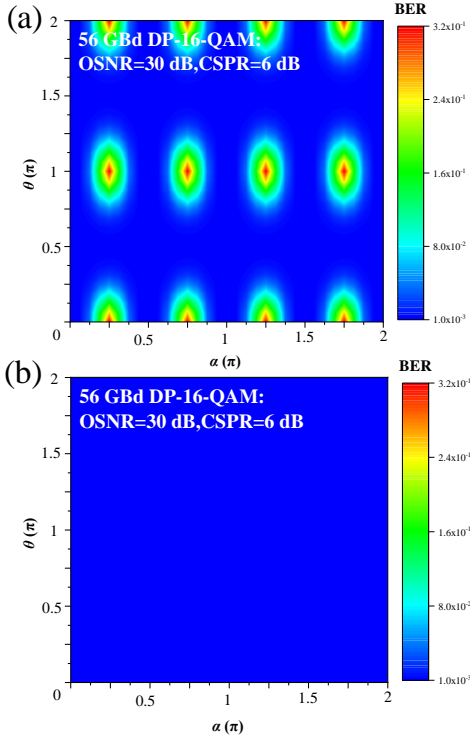 (a)
BER
56 GBd DP-16-QAM:
OSNR=30 dB,CSPR=6 dB
2
1.5
1
0.5
0
θ (π)
0.5
1
1.5
2
α (π)
3.2x10⁻¹
2.4x10⁻¹
1.6x10⁻¹
8.0x10⁻²
1.0x10⁻³
(b)
BER
56 GBd DP-16-QAM:
OSNR=30 dB,CSPR=6 dB
2
1.5
1
0.5
0
θ (π)
0.5
1
1.5
2
α (π)
3.2x10⁻¹
2.4x10⁻¹
1.6x10⁻¹
8.0x10⁻²
1.0x10⁻³